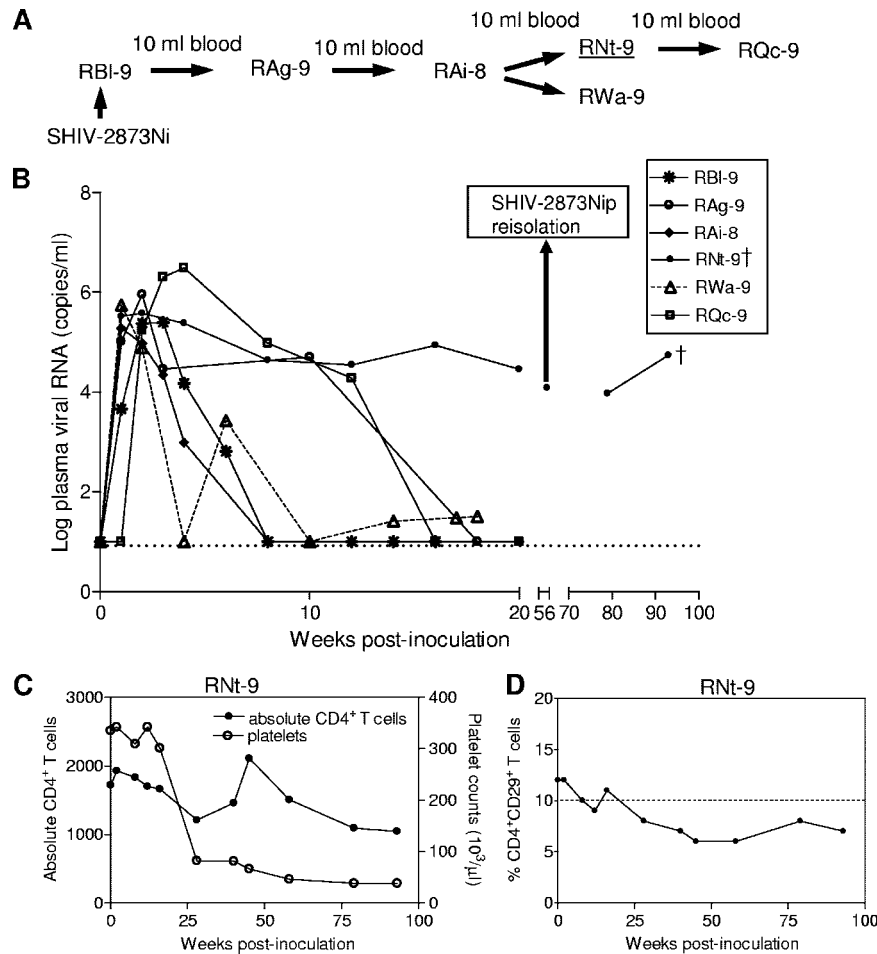 A
10 ml blood
10 ml blood
10 ml blood
10 ml blood
RBl-9
RAg-9
RAi-8
RNt-9
RQc-9
RWa-9
SHIV-2873Ni
B
Log plasma viral RNA (copies/ml)
8
6
4
2
0
SHIV-2873Nip
reisolation
RBl-9
RAg-9
RAi-8
RNt-9†
RWa-9
RQc-9
†
0
10
20
56
70
80
90
100
Weeks post-inoculation
C
RNt-9
Absolute CD4+ T cells
3000
2500
2000
1000
500
0
absolute CD4+ T cells
platelets
400
300
200
100
0
Platelet counts (10³/µl)
0
25
50
75
100
Weeks post-inoculation
D
RNt-9
% CD4+CD29+ T cells
20
15
10
5
0
0
25
50
75
100
Weeks post-inoculation